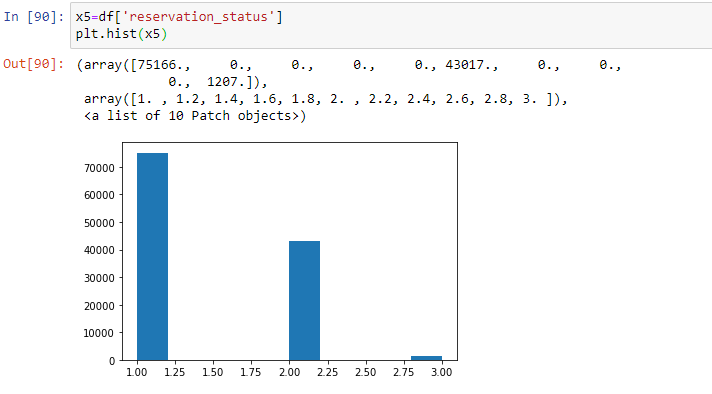 In [90]: x5=df['reservation_status']
plt.hist(x5)
Out[90]: (array([75166., 0., 0., 0., 0., 43017., 0., 0.,
0., 1207.]),
array([1. , 1.2, 1.4, 1.6, 1.8, 2. , 2.2, 2.4, 2.6, 2.8, 3. ]),
<a list of 10 Patch objects>)
70000
60000
50000
40000
30000
20000
10000
0
1.00 1.25 1.50 1.75 2.00 2.25 2.50 2.75 3.00